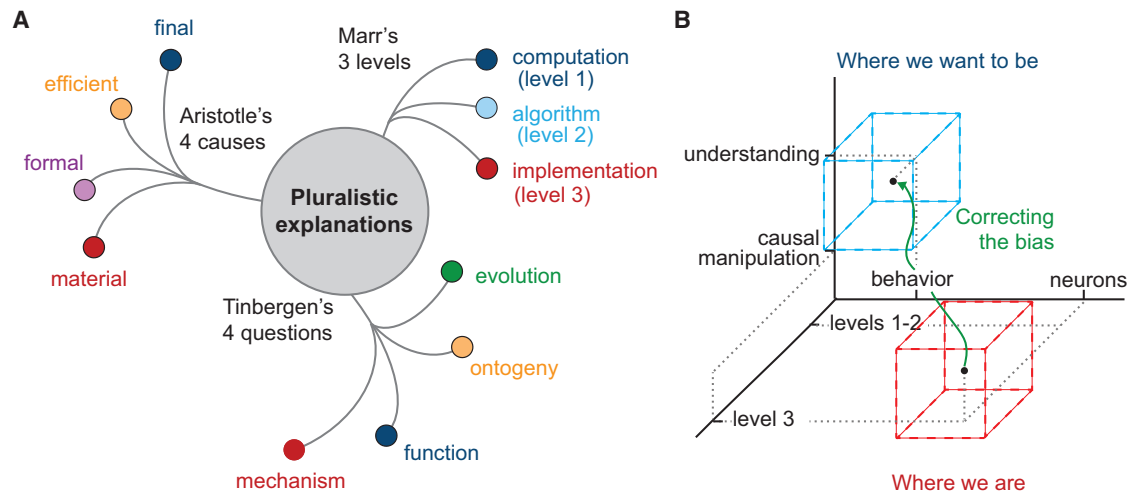 A
final
efficient
formal
material
Aristotle's
4 causes
Marr's
3 levels
computation
(level 1)
algorithm
(level 2)
implementation
(level 3)
Pluralistic
explanations
Tinbergen's
4 questions
evolution
ontogeny
function
mechanism
B
Where we want to be
understanding
causal
manipulation
Correcting
the bias
behavior
neurons
levels 1-2
level 3
Where we are